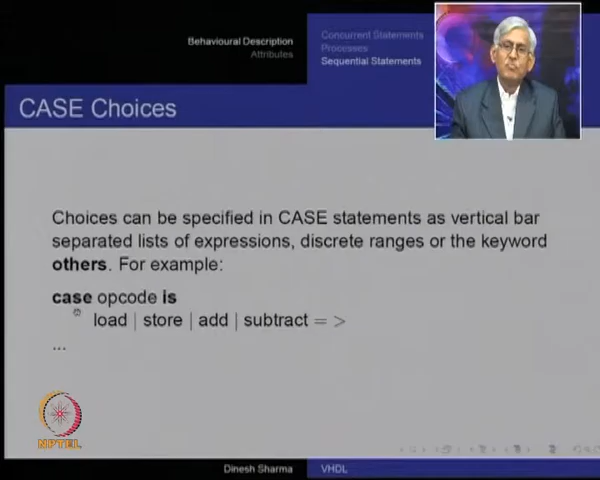 Behavioural Description
Attributes
Concurrent Statements
Processes
Sequential Statements
CASE Choices
Choices can be specified in CASE statements as vertical bar
separated lists of expressions, discrete ranges or the keyword
others. For example:
case opcode is
load | store | add | subtract = >
...
NPTEL
Dinesh Sharma
VHDL